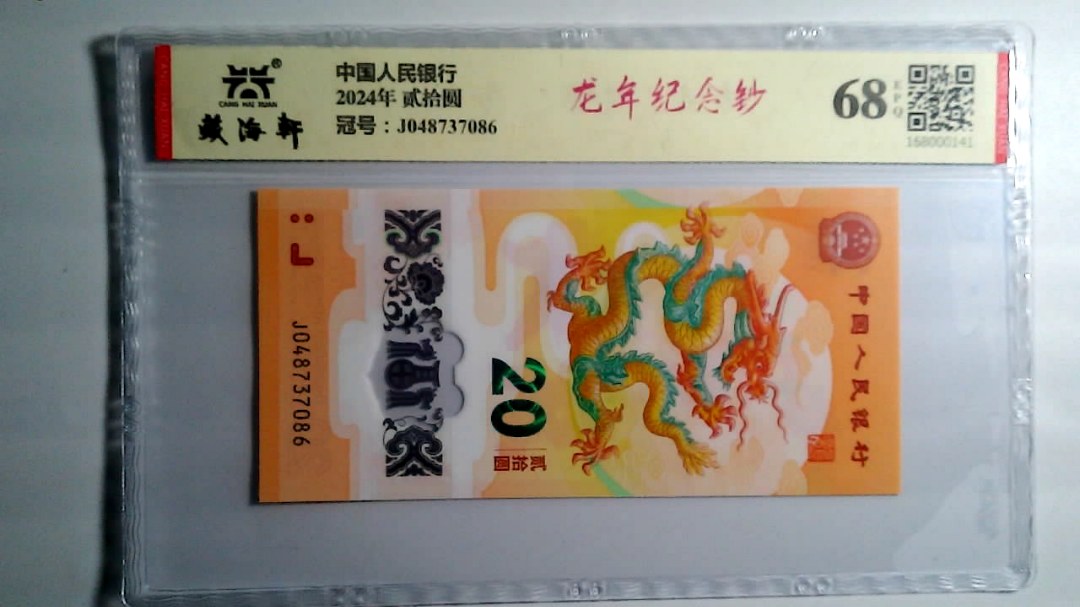 CANG HAI XUAN
藏海轩
中国人民银行
2024年 贰拾圆
冠号：J048737086
龙年纪念钞
68
EPQ
168000141
中国人民银行
20
贰拾圆
J048737086